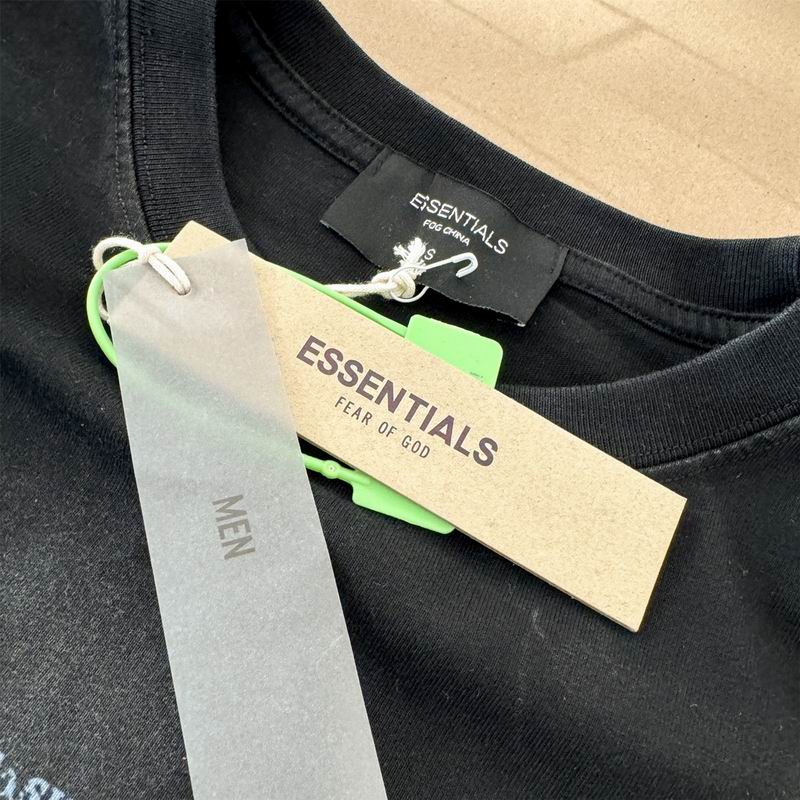 ESSENTIALS
FOG CHINA
S
ESSENTIALS
FEAR OF GOD
MEN